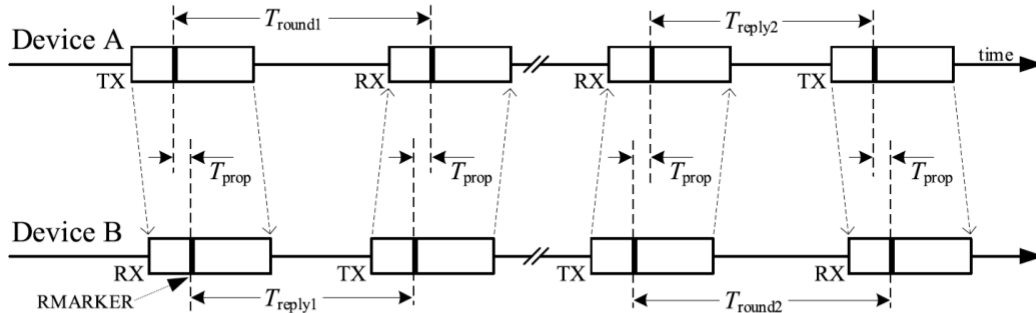 T_round1 T_reply2
Device A
time
TX RX RX TX
T_prop T_prop T_prop T_prop
Device B
RX TX TX RX
RMARKER T_reply1 T_round2